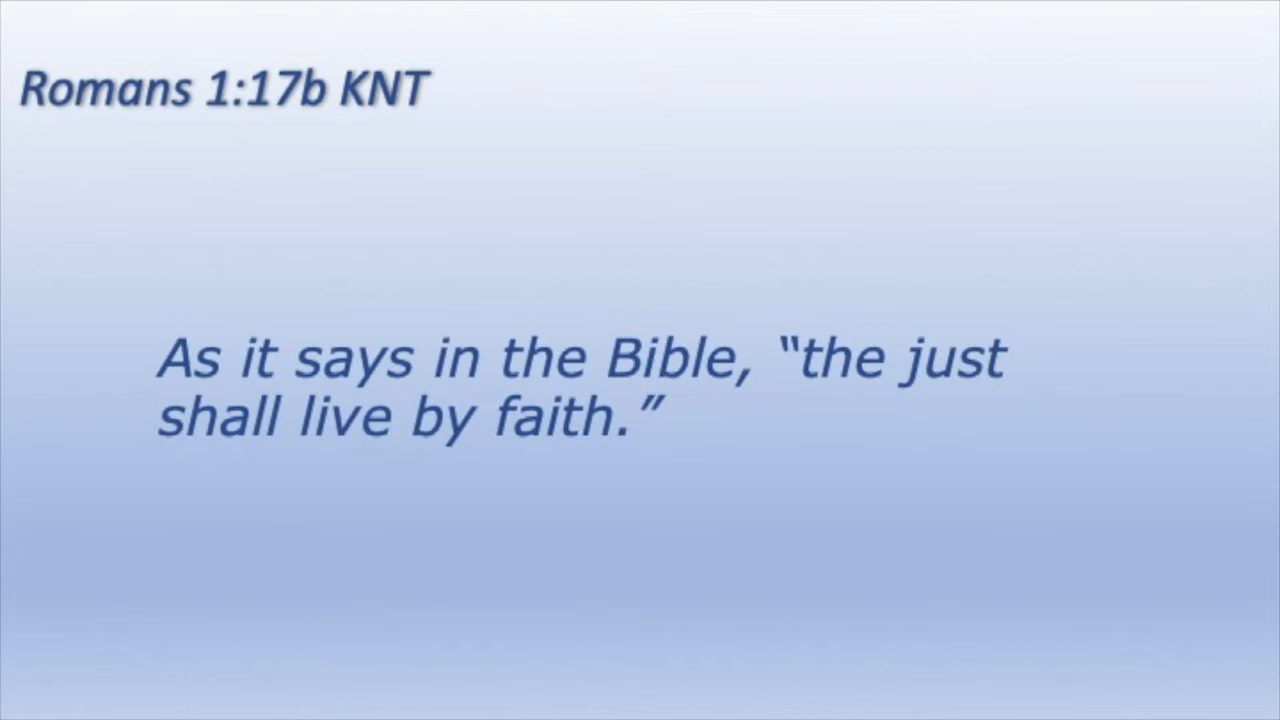 Romans 1:17b KNT
As it says in the Bible, “the just
shall live by faith.”